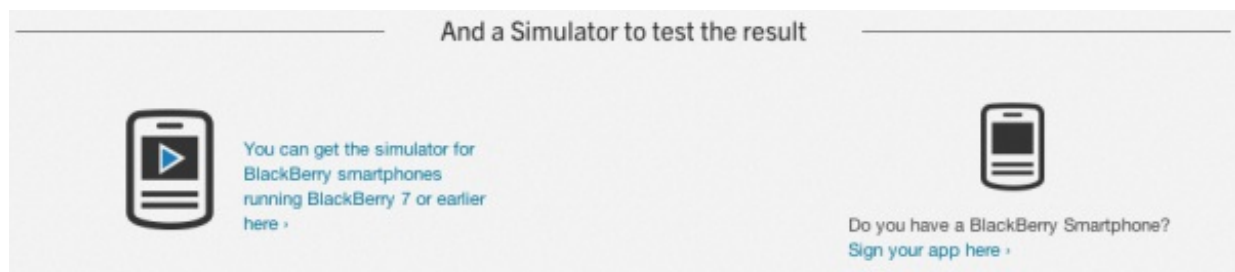 And a Simulator to test the result
You can get the simulator for
BlackBerry smartphones
running BlackBerry 7 or earlier
here ›
Do you have a BlackBerry Smartphone?
Sign your app here ›